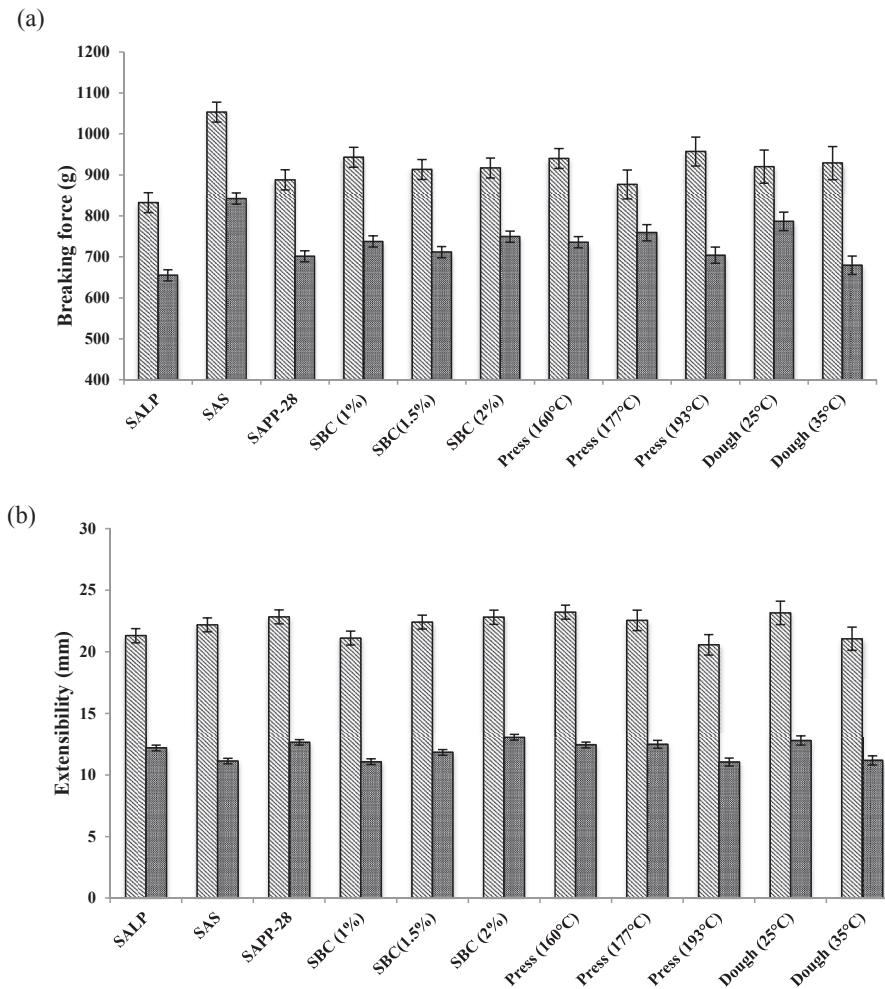 (a)
1200
1100
1000
900
800
700
600
500
400
Breaking force (g)
SALP
SAS
SAPP-28
SBC (1%)
SBC(1.5%)
SBC (2%)
Press (160°C)
Press (177°C)
Press (193°C)
Dough (25°C)
Dough (35°C)
(b)
30
25
20
15
10
5
0
Extensibility (mm)
SALP
SAS
SAPP-28
SBC (1%)
SBC(1.5%)
SBC (2%)
Press (160°C)
Press (177°C)
Press (193°C)
Dough (25°C)
Dough (35°C)